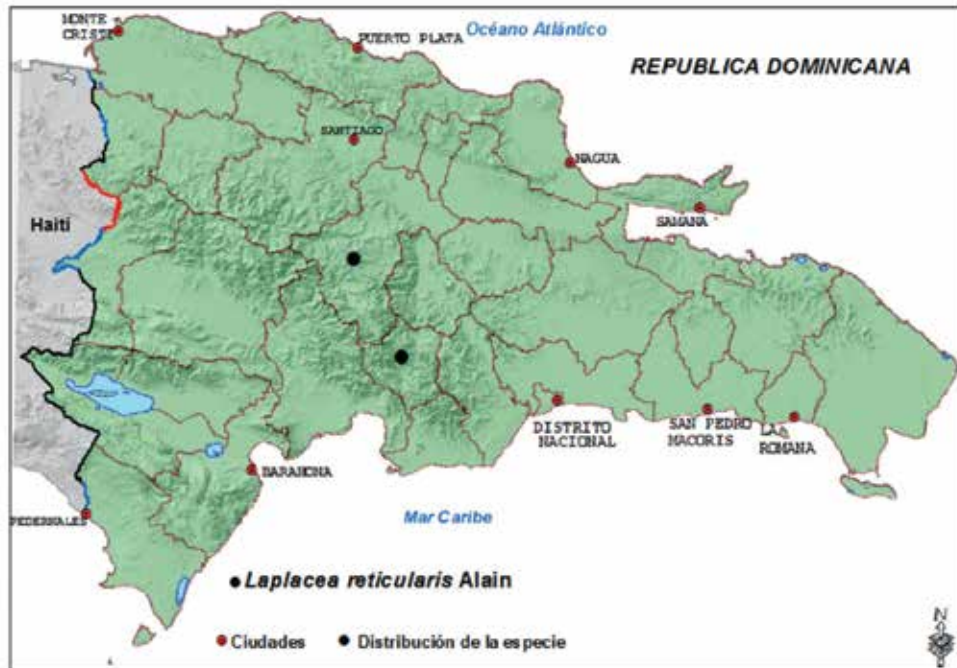 MONTE
CRISTI
PUERTO PLATA
Océano Atlántico
REPUBLICA DOMINICANA
SANTIAGO
NAGUA
SAMANA
Haití
DISTRITO
NACIONAL
SAN PEDRO
MACORIS
LA
ROMANA
BARAHONA
PEDERNALES
Mar Caribe
Laplacea reticularis Alain
Ciudades
Distribución de la especie
N